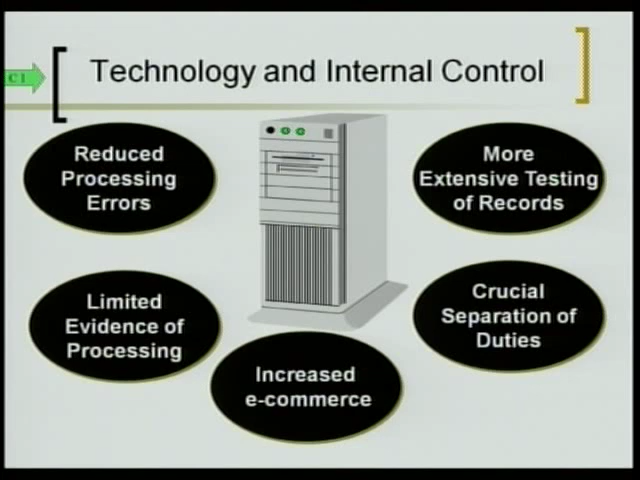 C 1
Technology and Internal Control
Reduced
Processing
Errors
More
Extensive Testing
of Records
Limited
Evidence of
Processing
Crucial
Separation of
Duties
Increased
e-commerce